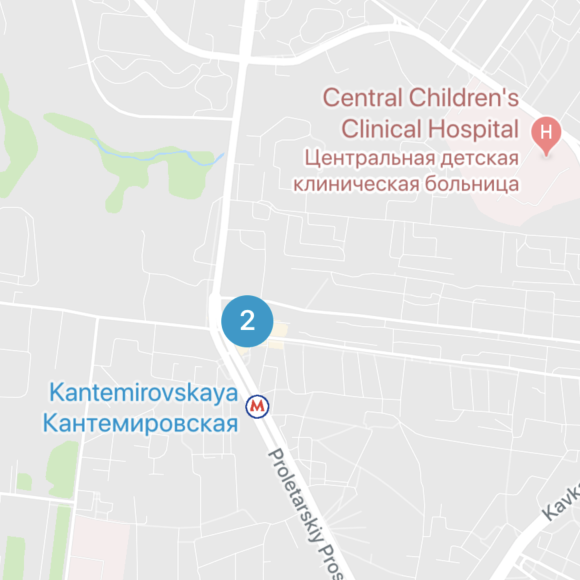 Central Children's
Clinical Hospital
H
Центральная детская
клиническая больница
2
Kantemirovskaya
М
Кантемировская
Proletarskiy Pros
Kavk